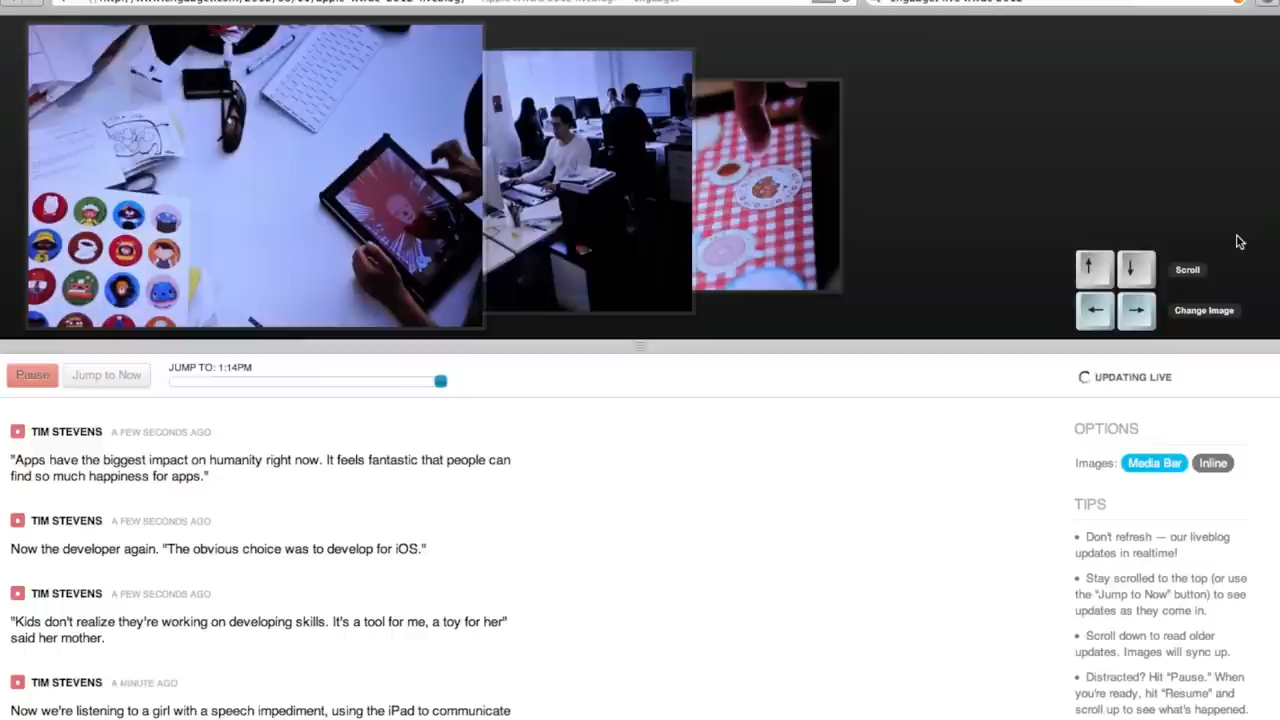 Scroll
Change Image
Pause
Jump to Now
JUMP TO: 1:14PM
UPDATING LIVE
TIM STEVENS A FEW SECONDS AGO
"Apps have the biggest impact on humanity right now. It feels fantastic that people can
find so much happiness for apps."
TIM STEVENS A FEW SECONDS AGO
Now the developer again. "The obvious choice was to develop for iOS."
TIM STEVENS A FEW SECONDS AGO
"Kids don't realize they're working on developing skills. It's a tool for me, a toy for her"
said her mother.
TIM STEVENS A MINUTE AGO
Now we're listening to a girl with a speech impediment, using the iPad to communicate
OPTIONS
Images: Media Bar Inline
TIPS
• Don't refresh — our liveblog
updates in realtime!
• Stay scrolled to the top (or use
the "Jump to Now" button) to see
updates as they come in.
• Scroll down to read older
updates. Images will sync up.
• Distracted? Hit "Pause." When
you're ready, hit "Resume" and
scroll up to see what's happened.